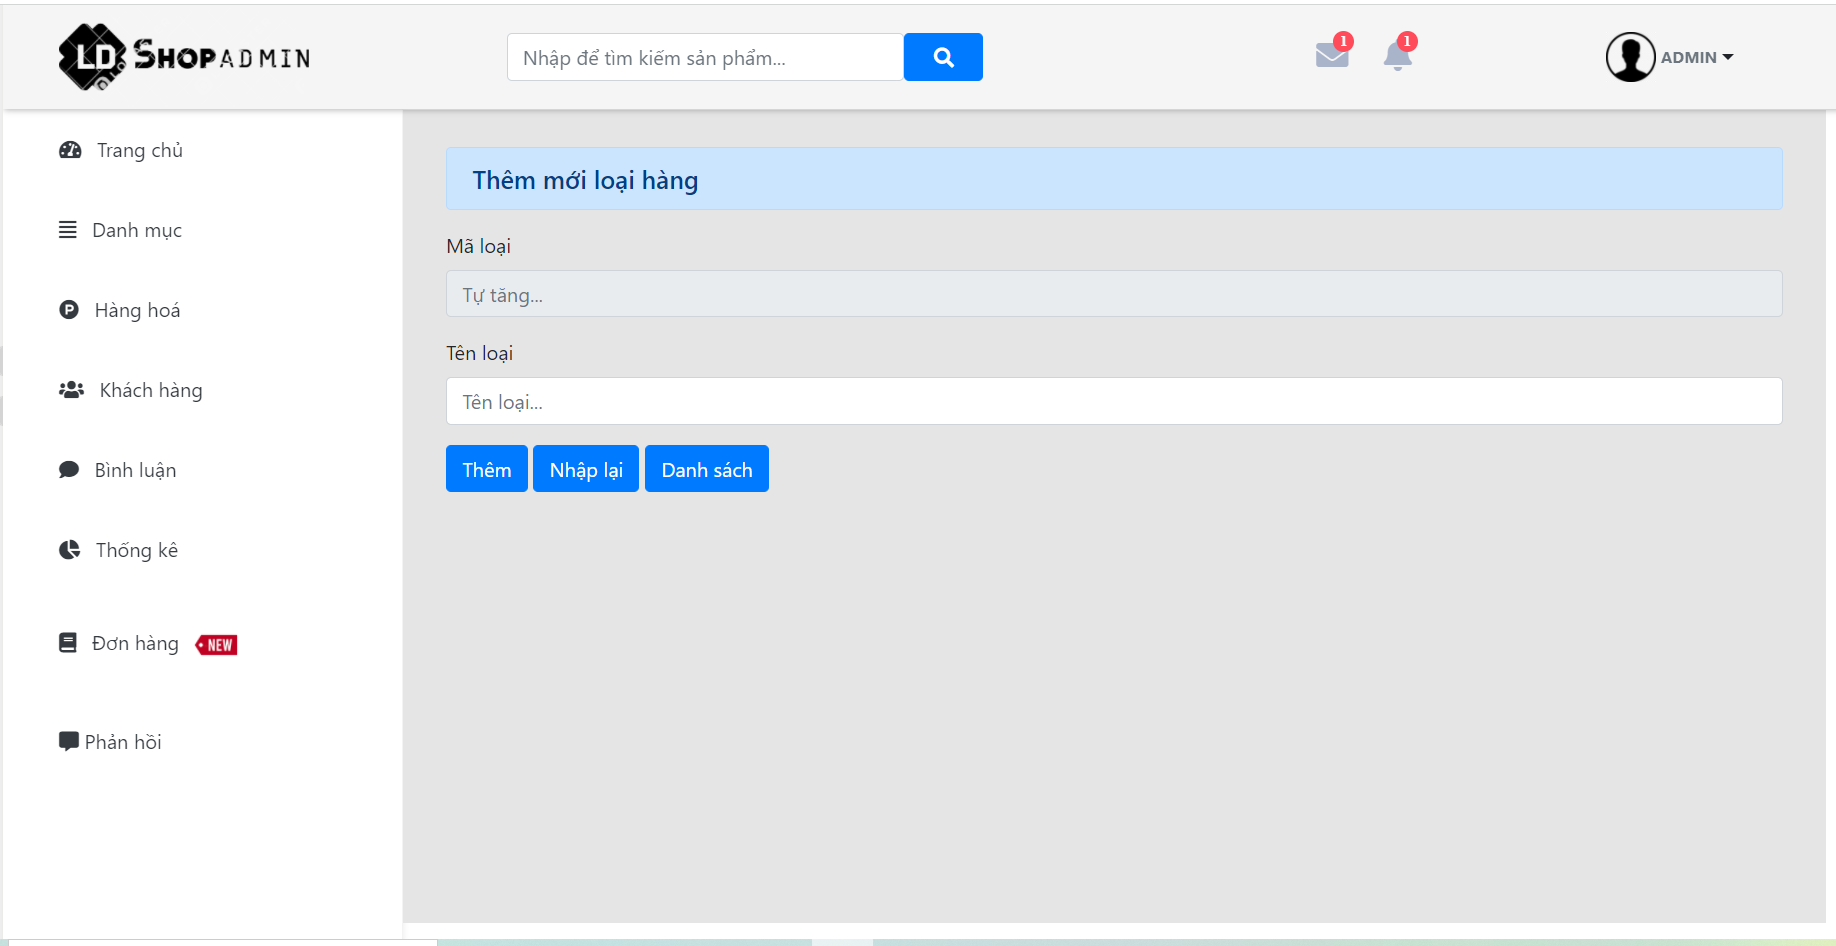 LD SHOP ADMIN
Nhập để tìm kiếm sản phẩm...
1
1
ADMIN
Trang chủ
Danh mục
Hàng hoá
Khách hàng
Bình luận
Thống kê
Đơn hàng NEW
Phản hồi
Thêm mới loại hàng
Mã loại
Tự tăng...
Tên loại
Tên loại...
Thêm Nhập lại Danh sách